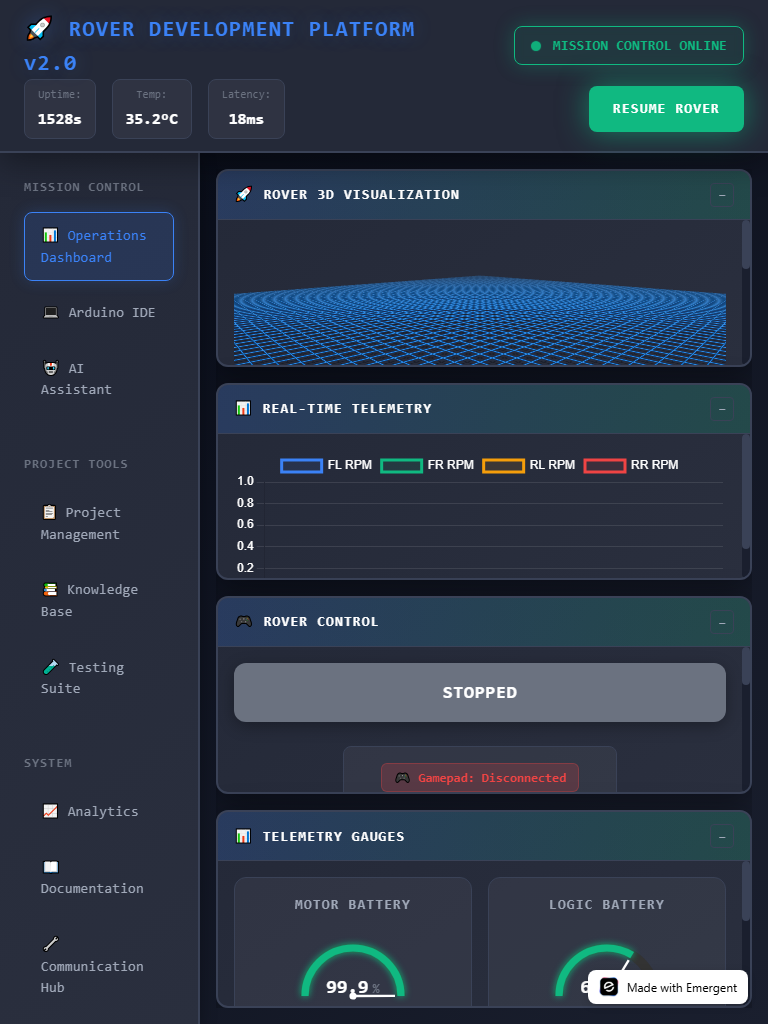 ROVER DEVELOPMENT PLATFORM
v2.0
MISSION CONTROL ONLINE
Uptime:
1528s
Temp:
35.2°C
Latency:
18ms
RESUME ROVER
MISSION CONTROL
Operations
Dashboard
Arduino IDE
AI
Assistant
PROJECT TOOLS
Project
Management
Knowledge
Base
Testing
Suite
SYSTEM
Analytics
Documentation
Communication
Hub
ROVER 3D VISUALIZATION
−
REAL-TIME TELEMETRY
−
FL RPM
FR RPM
RL RPM
RR RPM
1.0
0.8
0.6
0.4
0.2
ROVER CONTROL
−
STOPPED
Gamepad: Disconnected
TELEMETRY GAUGES
−
MOTOR BATTERY
99.9%
LOGIC BATTERY
Made with Emergent